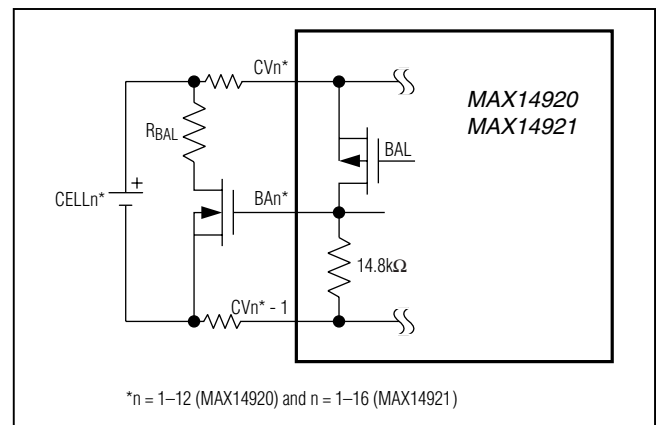 CVn*
MAX14920
MAX14921
RBAL
BAL
CELLn*
+
BAn*
14.8kΩ
CVn* - 1
*n = 1–12 (MAX14920) and n = 1–16 (MAX14921)